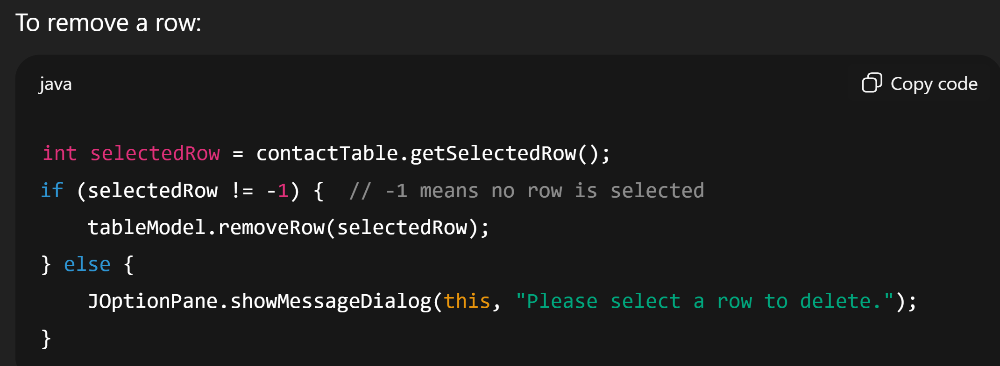 To remove a row:
java
Copy code
int selectedRow = contactTable.getSelectedRow();
if (selectedRow != -1) {  // -1 means no row is selected
    tableModel.removeRow(selectedRow);
} else {
    JOptionPane.showMessageDialog(this, "Please select a row to delete.");
}